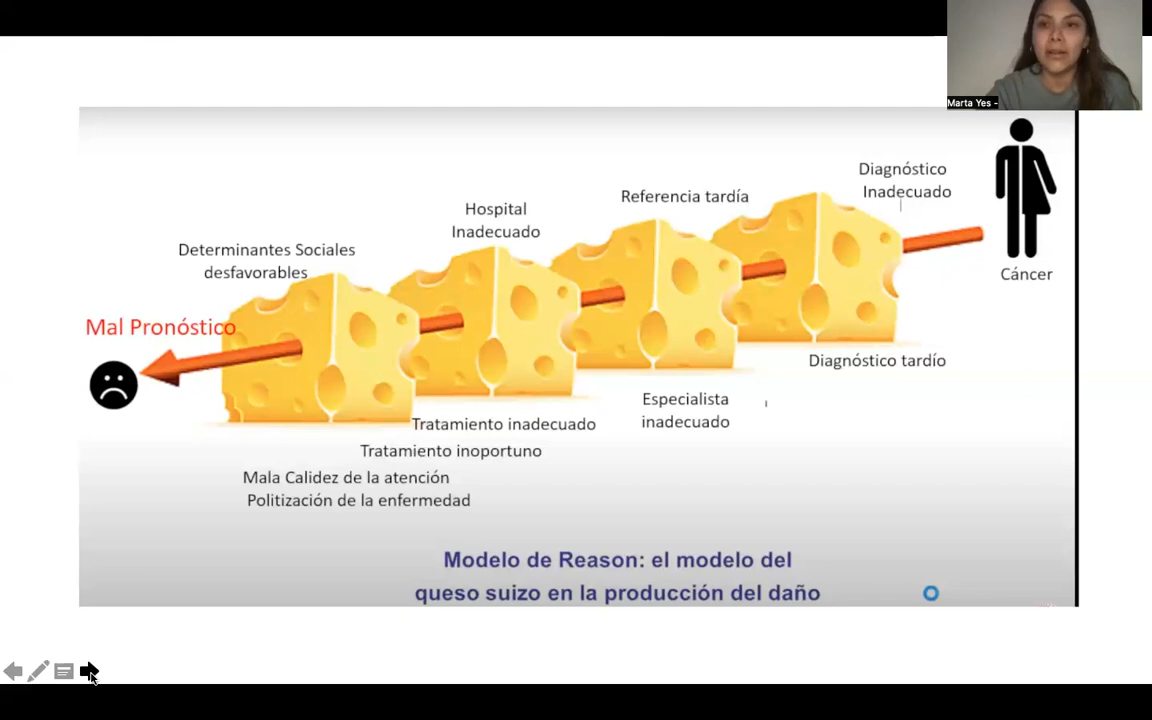 Marta Yes -
Diagnóstico
Inadecuado
Referencia tardía
Hospital
Inadecuado
Determinantes Sociales
desfavorables
Cáncer
Mal Pronóstico
Diagnóstico tardío
Especialista
inadecuado
Tratamiento inadecuado
Tratamiento inoportuno
Mala Calidez de la atención
Politización de la enfermedad
Modelo de Reason: el modelo del
queso suizo en la producción del daño